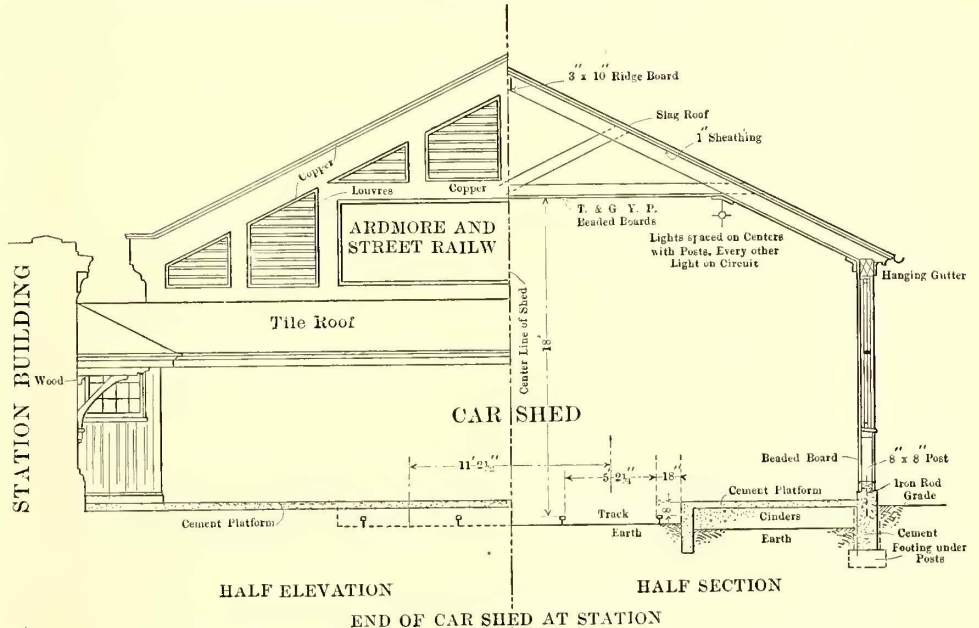 3" x 10" Ridge Board
Slag Roof
1" Sheathing
Copper
Copper
Louvres
Copper
T. & G Y. P.
Beaded Boards
ARDMORE AND
STREET RAILW
Lights spaced on Centers
with Posts. Every other
Light on Circuit
Hanging Gutter
STATION BUILDING
Tile Roof
Center Line of Shed
18'
Wood
CAR SHED
11' 2½"
5' 2¼"
18"
8"
Beaded Board
8" x 8" Post
Iron Rod
Grade
Cement Platform
Cement Platform
Track
Cinders
Earth
Earth
Cement
Footing under
Posts
HALF ELEVATION
HALF SECTION
END OF CAR SHED AT STATION